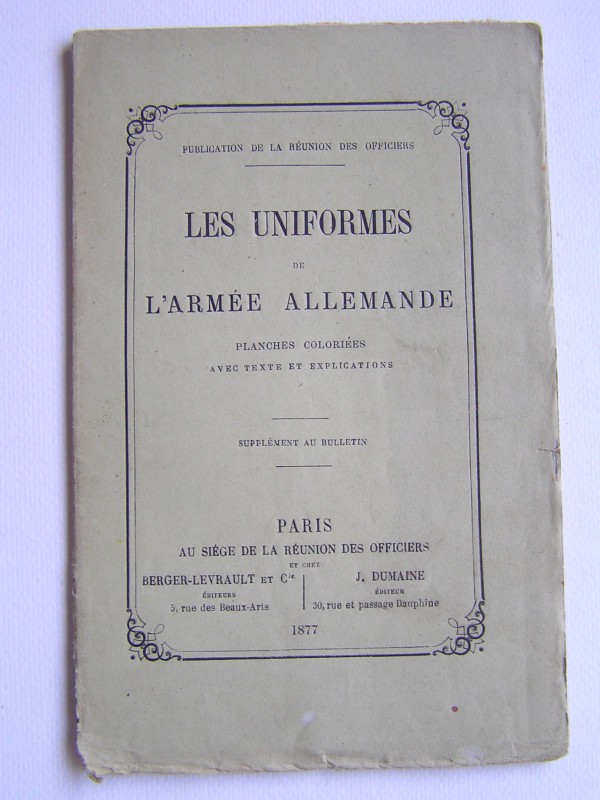 PUBLICATION DE LA RÉUNION DES OFFICIERS
LES UNIFORMES
DE
L'ARMÉE ALLEMANDE
PLANCHES COLORIÉES
AVEC TEXTE ET EXPLICATIONS
SUPPLÉMENT AU BULLETIN
PARIS
AU SIÉGE DE LA RÉUNION DES OFFICIERS
ET CHEZ
BERGER-LEVRAULT ET Cie
ÉDITEURS
5, rue des Beaux-Arts
J. DUMAINE
ÉDITEUR
30, rue et passage Dauphine
1877